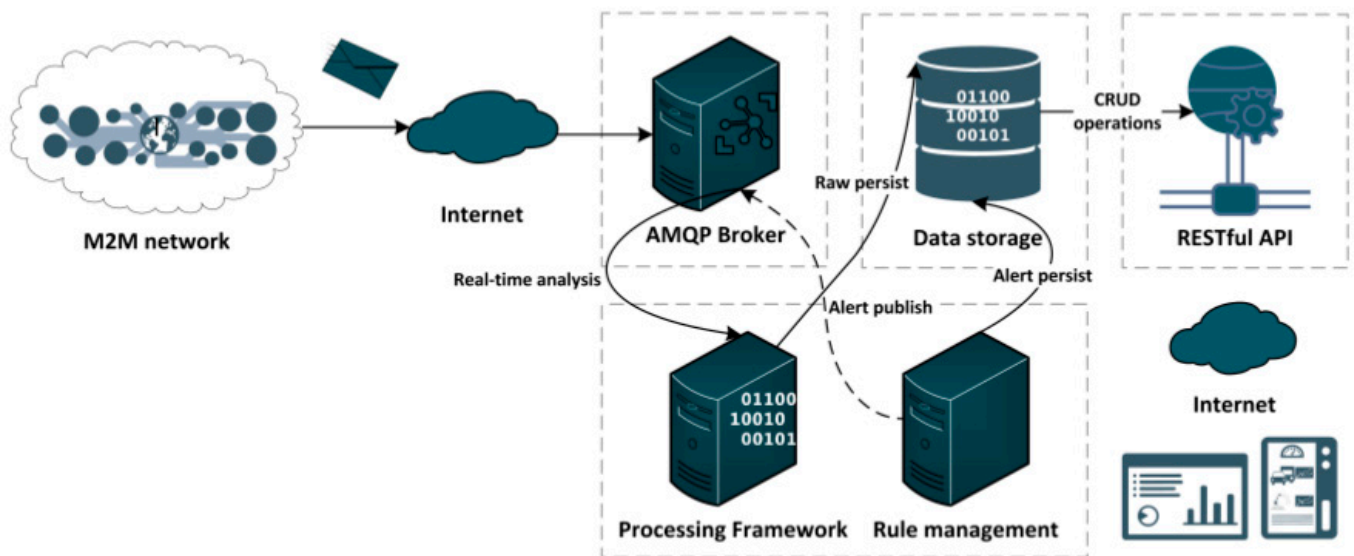 M2M network
Internet
AMQP Broker
Real-time analysis
01100
10010
00101
Data storage
CRUD
operations
RESTful API
Raw persist
Alert publish
Alert persist
01100
10010
00101
Processing Framework
Rule management
Internet